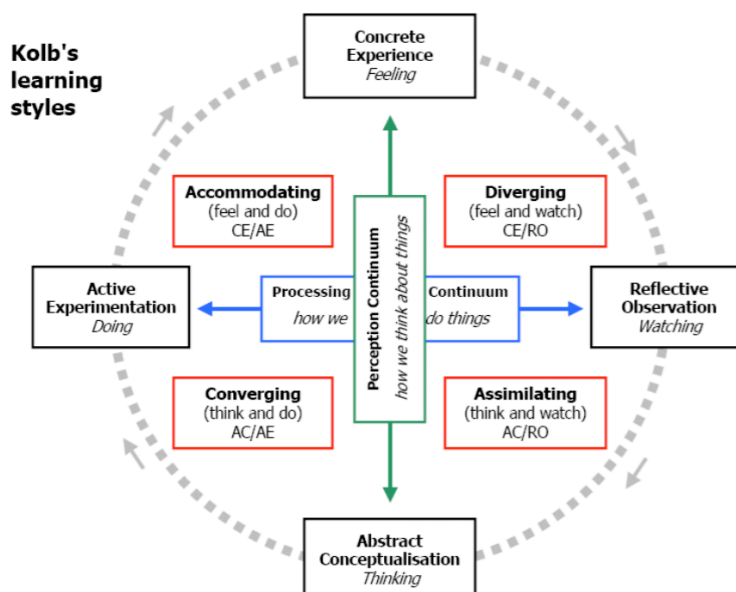 Kolb's
learning
styles
Concrete
Experience
Feeling
Accommodating
(feel and do)
CE/AE
Diverging
(feel and watch)
CE/RO
Active
Experimentation
Doing
Processing
how we
Perception Continuum
how we think about things
Continuum
do things
Reflective
Observation
Watching
Converging
(think and do)
AC/AE
Assimilating
(think and watch)
AC/RO
Abstract
Conceptualisation
Thinking